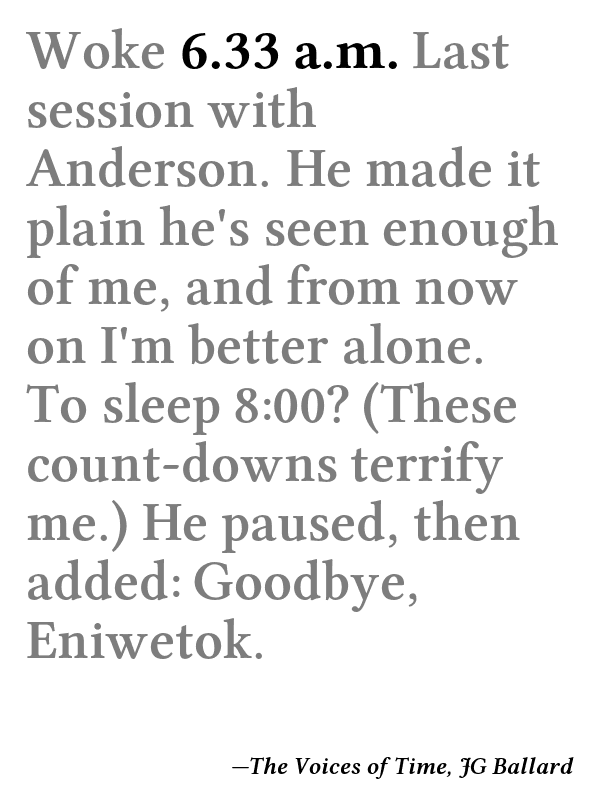 Woke 6.33 a.m. Last
session with
Anderson. He made it
plain he's seen enough
of me, and from now
on I'm better alone.
To sleep 8:00? (These
count-downs terrify
me.) He paused, then
added: Goodbye,
Eniwetok.
—The Voices of Time, JG Ballard